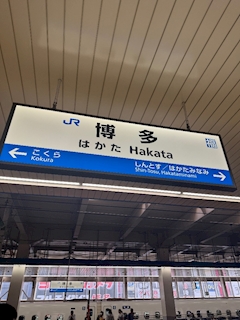 JR 博多
はかた Hakata
← こくら
Kokura
しんとす／はかたみなみ →
Shin-Tosu, Hakataminami